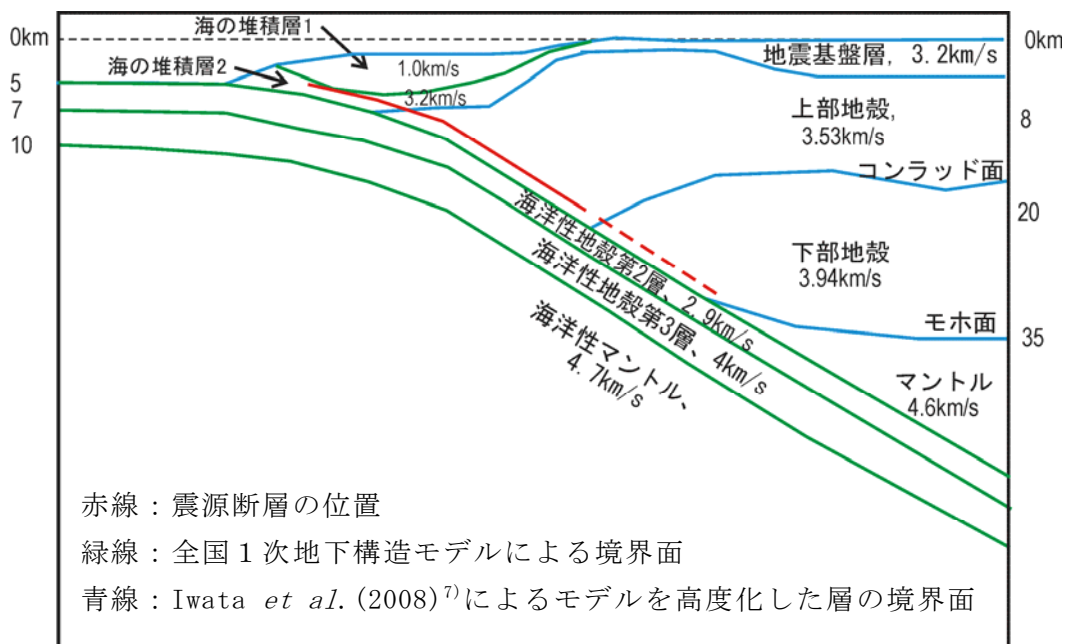 海の堆積層1
0km
0km
地震基盤層, 3.2km/s
海の堆積層2
1.0km/s
5
3.2km/s
上部地殻,
3.53km/s
7
8
10
コンラッド面
20
海洋性地殻第2層、2.9km/s
下部地殻
3.94km/s
海洋性地殻第3層、4km/s
モホ面
35
海洋性マントル、
4.7km/s
マントル
4.6km/s
赤線：震源断層の位置
緑線：全国１次地下構造モデルによる境界面
青線：Iwata et al.(2008)7)によるモデルを高度化した層の境界面